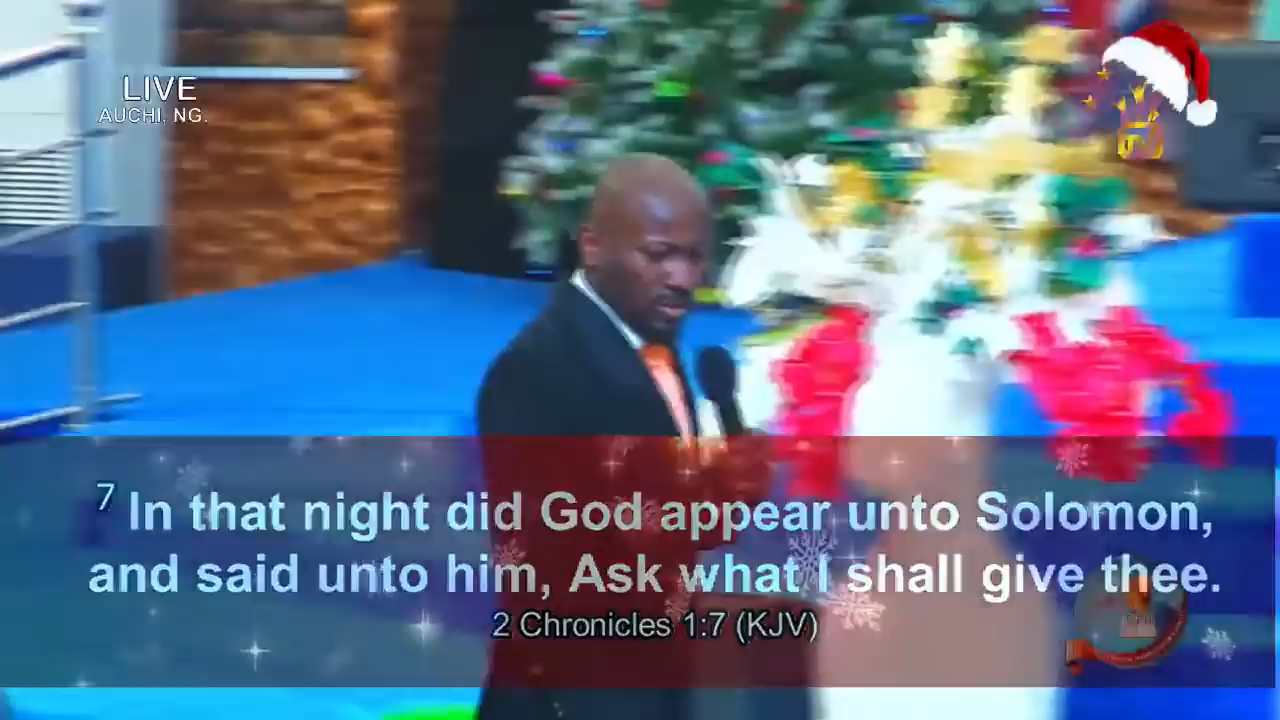 LIVE
AUCHI, NG.
7 In that night did God appear unto Solomon,
and said unto him, Ask what I shall give thee.
2 Chronicles 1:7 (KJV)